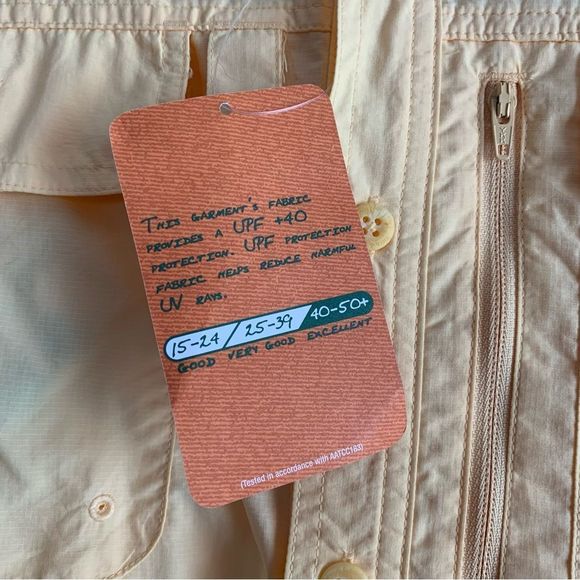 THIS GARMENT'S FABRIC
PROVIDES A UPF +40
PROTECTION. UPF PROTECTION
FABRIC HELPS REDUCE HARMFUL
UV RAYS.
15-24 / 25-39 / 40-50+
GOOD VERY GOOD EXCELLENT
(Tested in accordance with AATCC183)